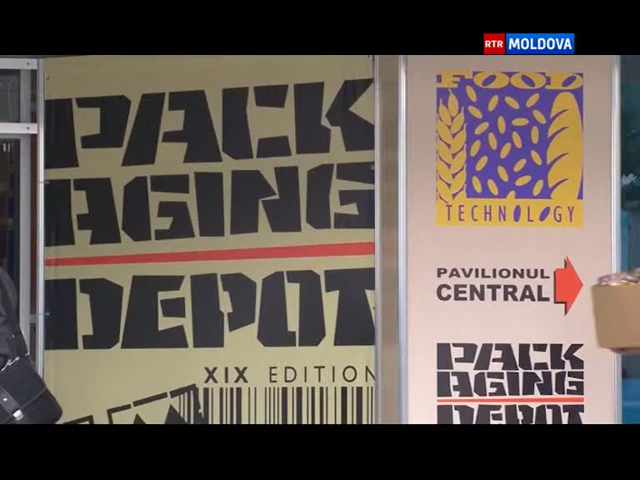 RTR MOLDOVA
PACK
AGING
DEPOT
XIX EDITION
FOOD
TECHNOLOGY
PAVILIONUL
CENTRAL
PACK
AGING
DEPOT